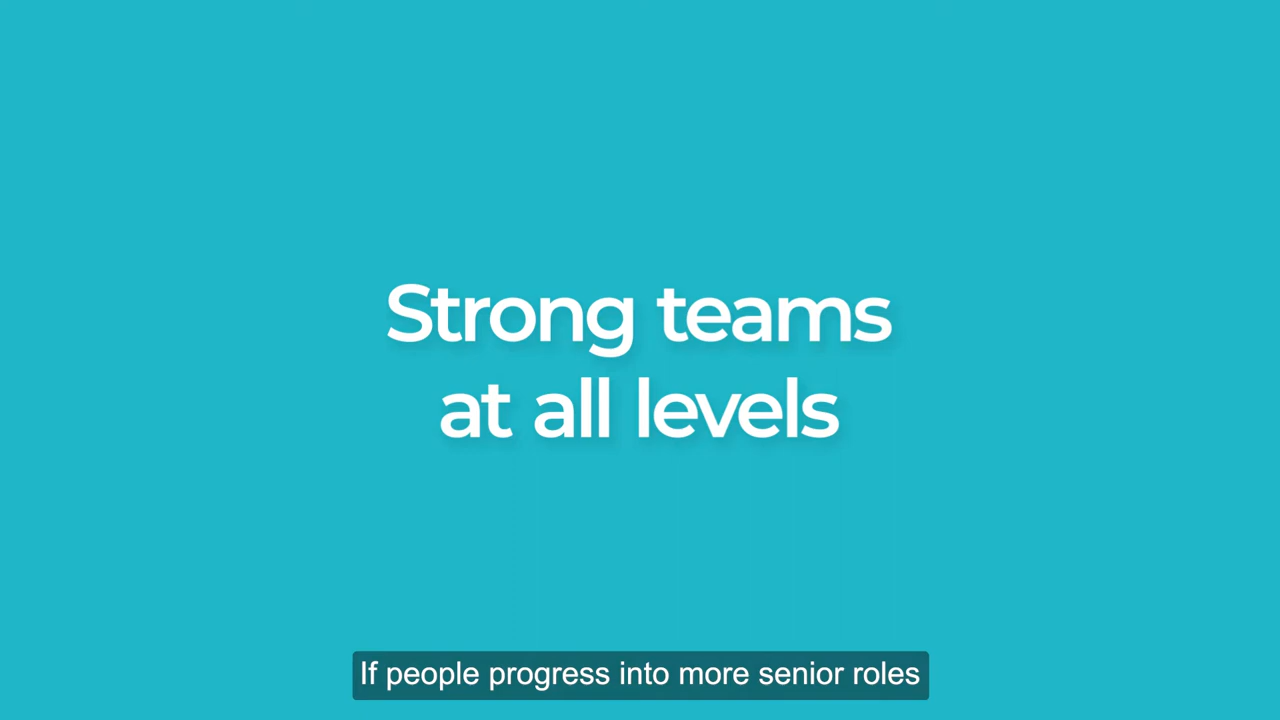 Strong teams
at all levels
If people progress into more senior roles